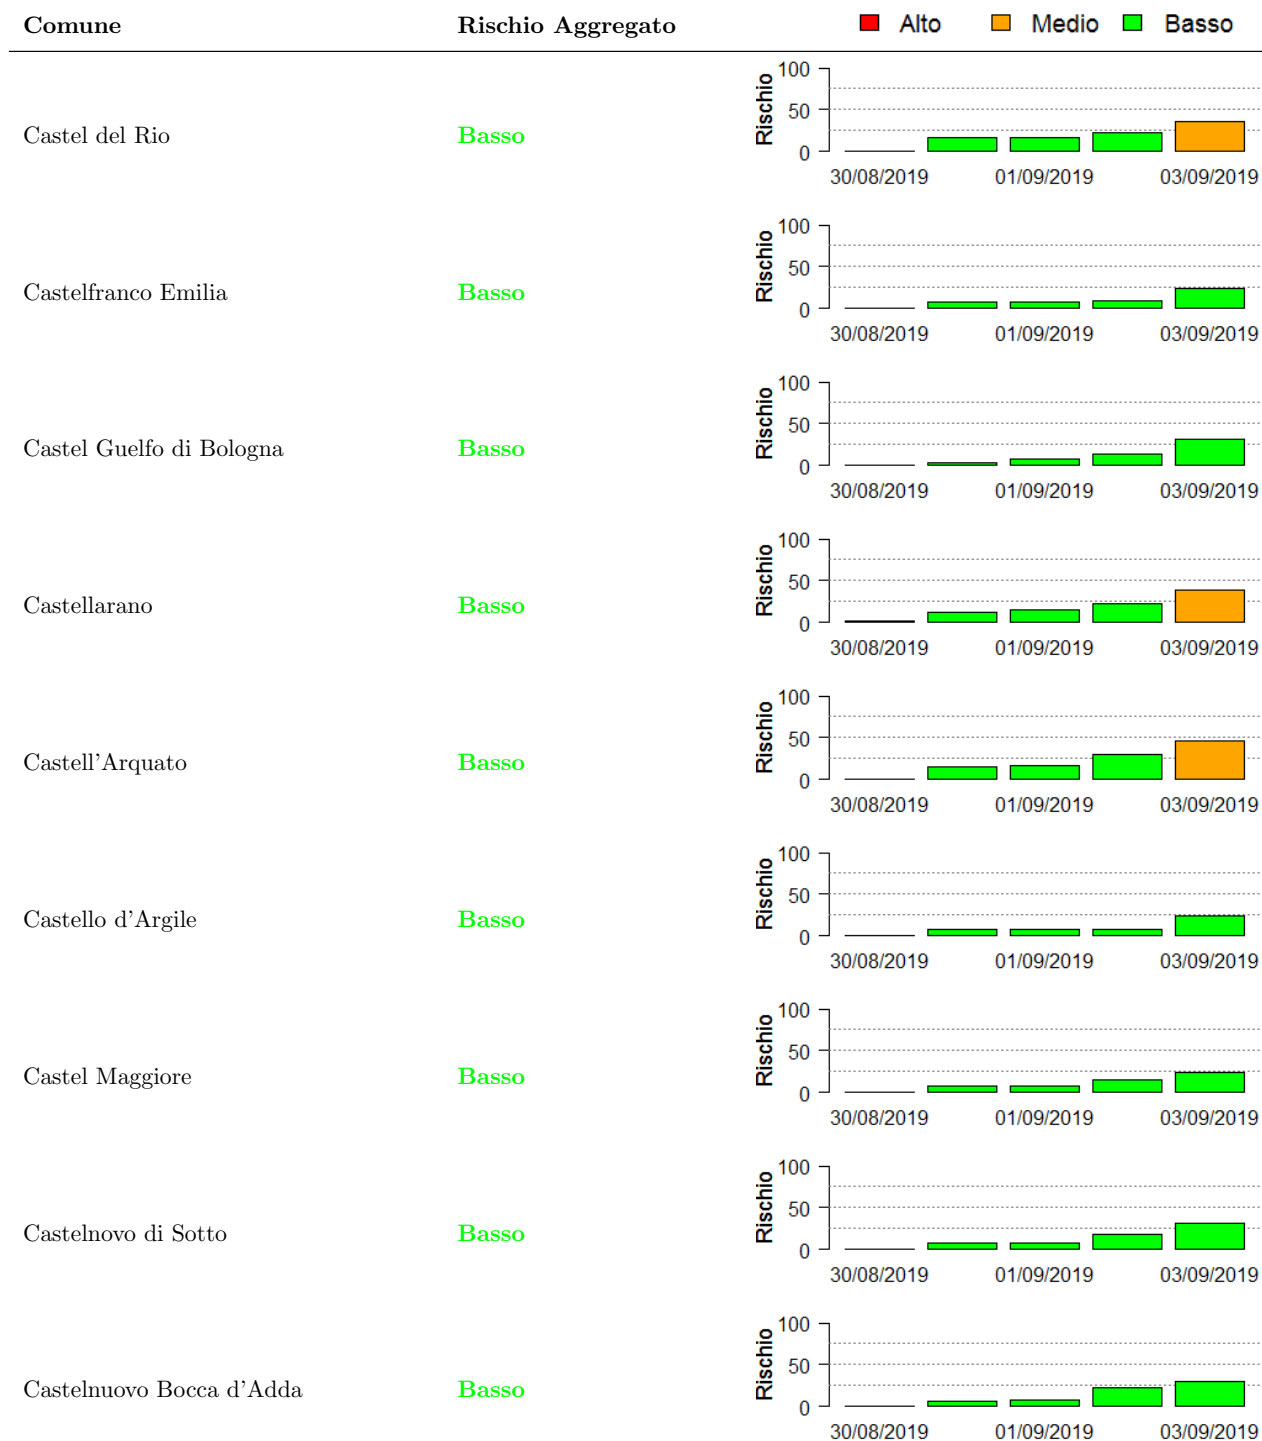 Comune Rischio Aggregato Alto Medio Basso
Castel del Rio Basso
Rischio
100
50
0
30/08/2019 01/09/2019 03/09/2019
Castelfranco Emilia Basso
Rischio
100
50
0
30/08/2019 01/09/2019 03/09/2019
Castel Guelfo di Bologna Basso
Rischio
100
50
0
30/08/2019 01/09/2019 03/09/2019
Castellarano Basso
Rischio
100
50
0
30/08/2019 01/09/2019 03/09/2019
Castell'Arquato Basso
Rischio
100
50
0
30/08/2019 01/09/2019 03/09/2019
Castello d'Argile Basso
Rischio
100
50
0
30/08/2019 01/09/2019 03/09/2019
Castel Maggiore Basso
Rischio
100
50
0
30/08/2019 01/09/2019 03/09/2019
Castelnovo di Sotto Basso
Rischio
100
50
0
30/08/2019 01/09/2019 03/09/2019
Castelnuovo Bocca d'Adda Basso
Rischio
100
50
0
30/08/2019 01/09/2019 03/09/2019